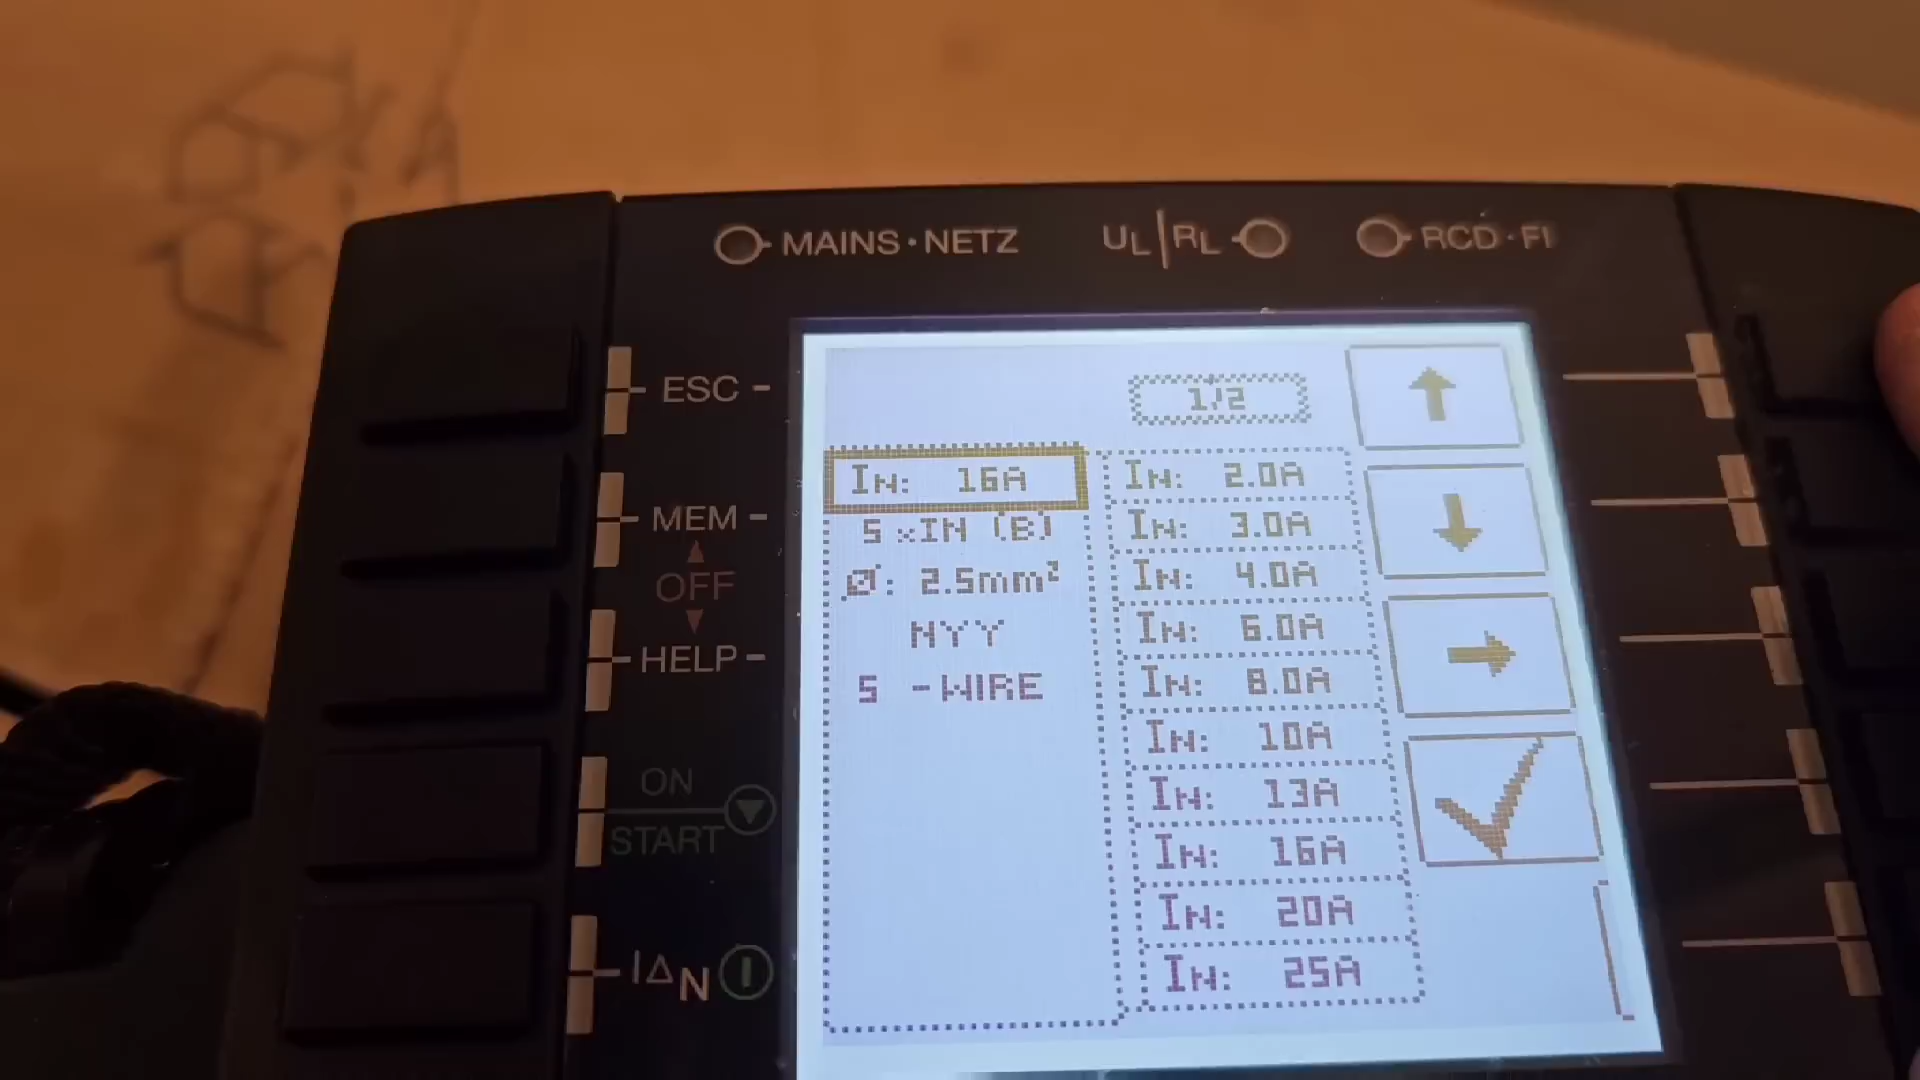 MAINS·NETZ
UL|RL
RCD·FI
ESC
MEM
OFF
HELP
ON
START
IΔN
1/2
IN: 16A
5 xIN (B)
Ø: 2.5mm²
NYY
5 -WIRE
IN: 2.0A
IN: 3.0A
IN: 4.0A
IN: 6.0A
IN: 8.0A
IN: 10A
IN: 13A
IN: 16A
IN: 20A
IN: 25A